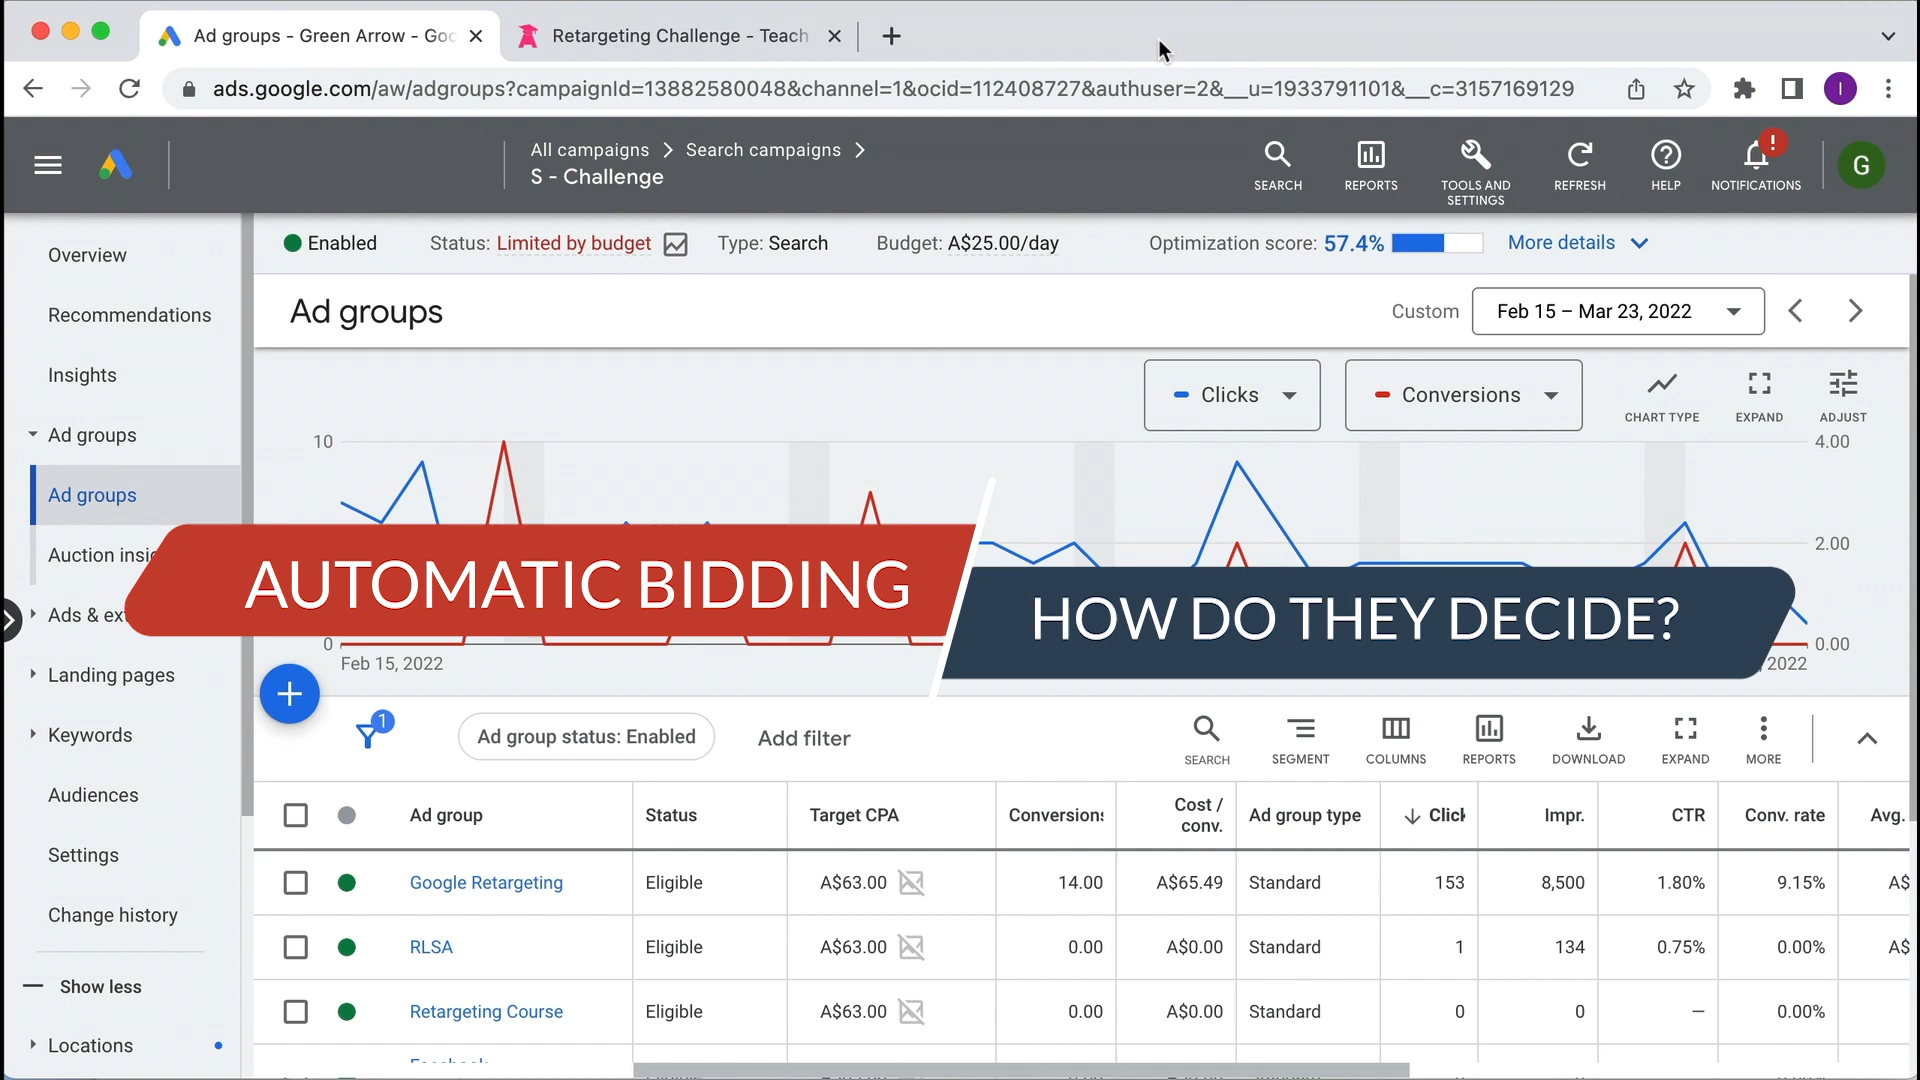 Ad groups - Green Arrow - Goo
Retargeting Challenge - Teach
ads.google.com/aw/adgroups?campaignId=13882580048&channel=1&ocid=112408727&authuser=2&__u=1933791101&__c=3157169129
I
All campaigns > Search campaigns >
S - Challenge
SEARCH
REPORTS
TOOLS AND
SETTINGS
REFRESH
HELP
!
NOTIFICATIONS
G
Overview
Recommendations
Insights
Ad groups
Ad groups
Auction insi
Ads & ex
Landing pages
Keywords
Audiences
Settings
Change history
Show less
Locations
Enabled
Status: Limited by budget
Type: Search
Budget: A$25.00/day
Optimization score: 57.4%
More details
Ad groups
Custom
Feb 15 – Mar 23, 2022
Clicks
Conversions
CHART TYPE
EXPAND
ADJUST
10
4.00
2.00
0
0.00
Feb 15, 2022
, 2022
AUTOMATIC BIDDING
HOW DO THEY DECIDE?
1
Ad group status: Enabled
Add filter
SEARCH
SEGMENT
COLUMNS
REPORTS
DOWNLOAD
EXPAND
MORE
Ad group Status Target CPA Conversions Cost / conv. Ad group type Click Impr. CTR Conv. rate Avg.
Google Retargeting Eligible A$63.00 14.00 A$65.49 Standard 153 8,500 1.80% 9.15% A$
RLSA Eligible A$63.00 0.00 A$0.00 Standard 1 134 0.75% 0.00% A$
Retargeting Course Eligible A$63.00 0.00 A$0.00 Standard 0 0 – 0.00%